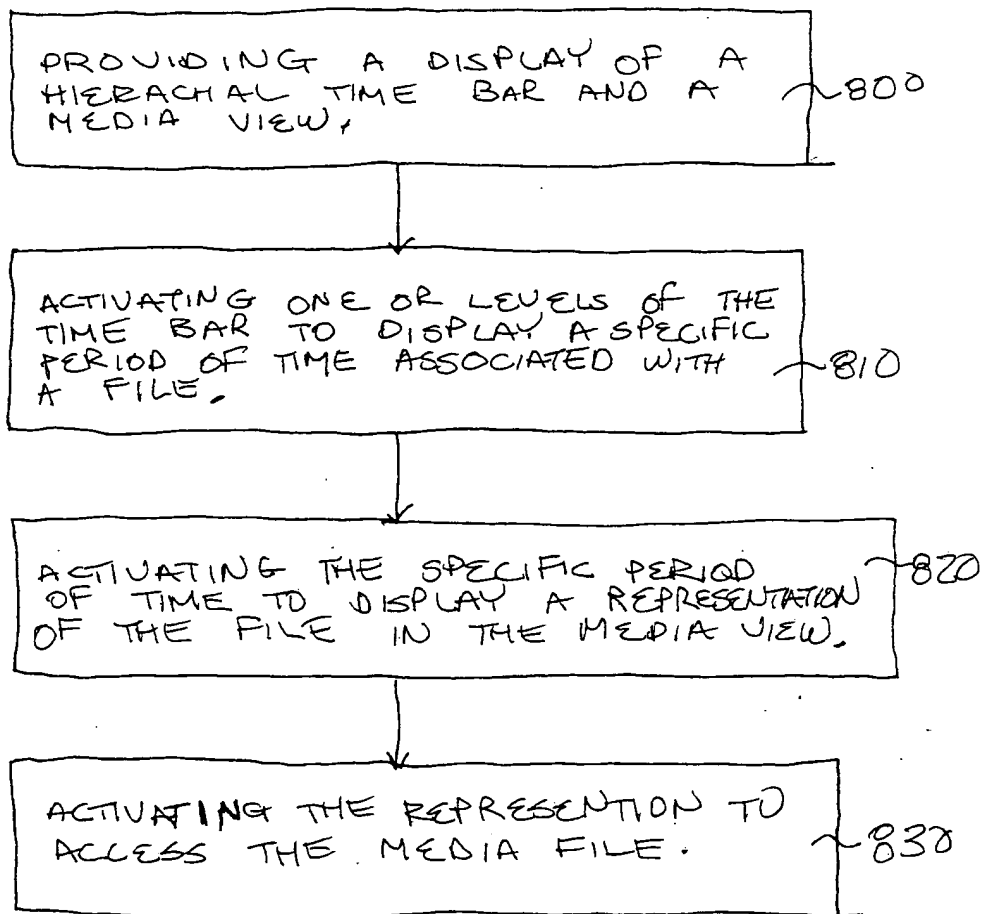 PROVIDING A DISPLAY OF A
HIERACHAL TIME BAR AND A
MEDIA VIEW.
800
ACTIVATING ONE OR LEVELS OF THE
TIME BAR TO DISPLAY A SPECIFIC
PERIOD OF TIME ASSOCIATED WITH
A FILE.
810
ACTIVATING THE SPECIFIC PERIOD
OF TIME TO DISPLAY A REPRESENTATION
OF THE FILE IN THE MEDIA VIEW.
820
ACTIVATING THE REPRESENTION TO
ACCESS THE MEDIA FILE.
830